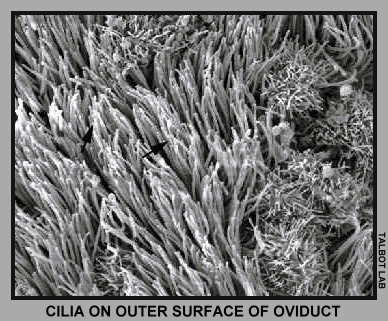 CILIA ON OUTER SURFACE OF OVIDUCT
TALBOT LAB